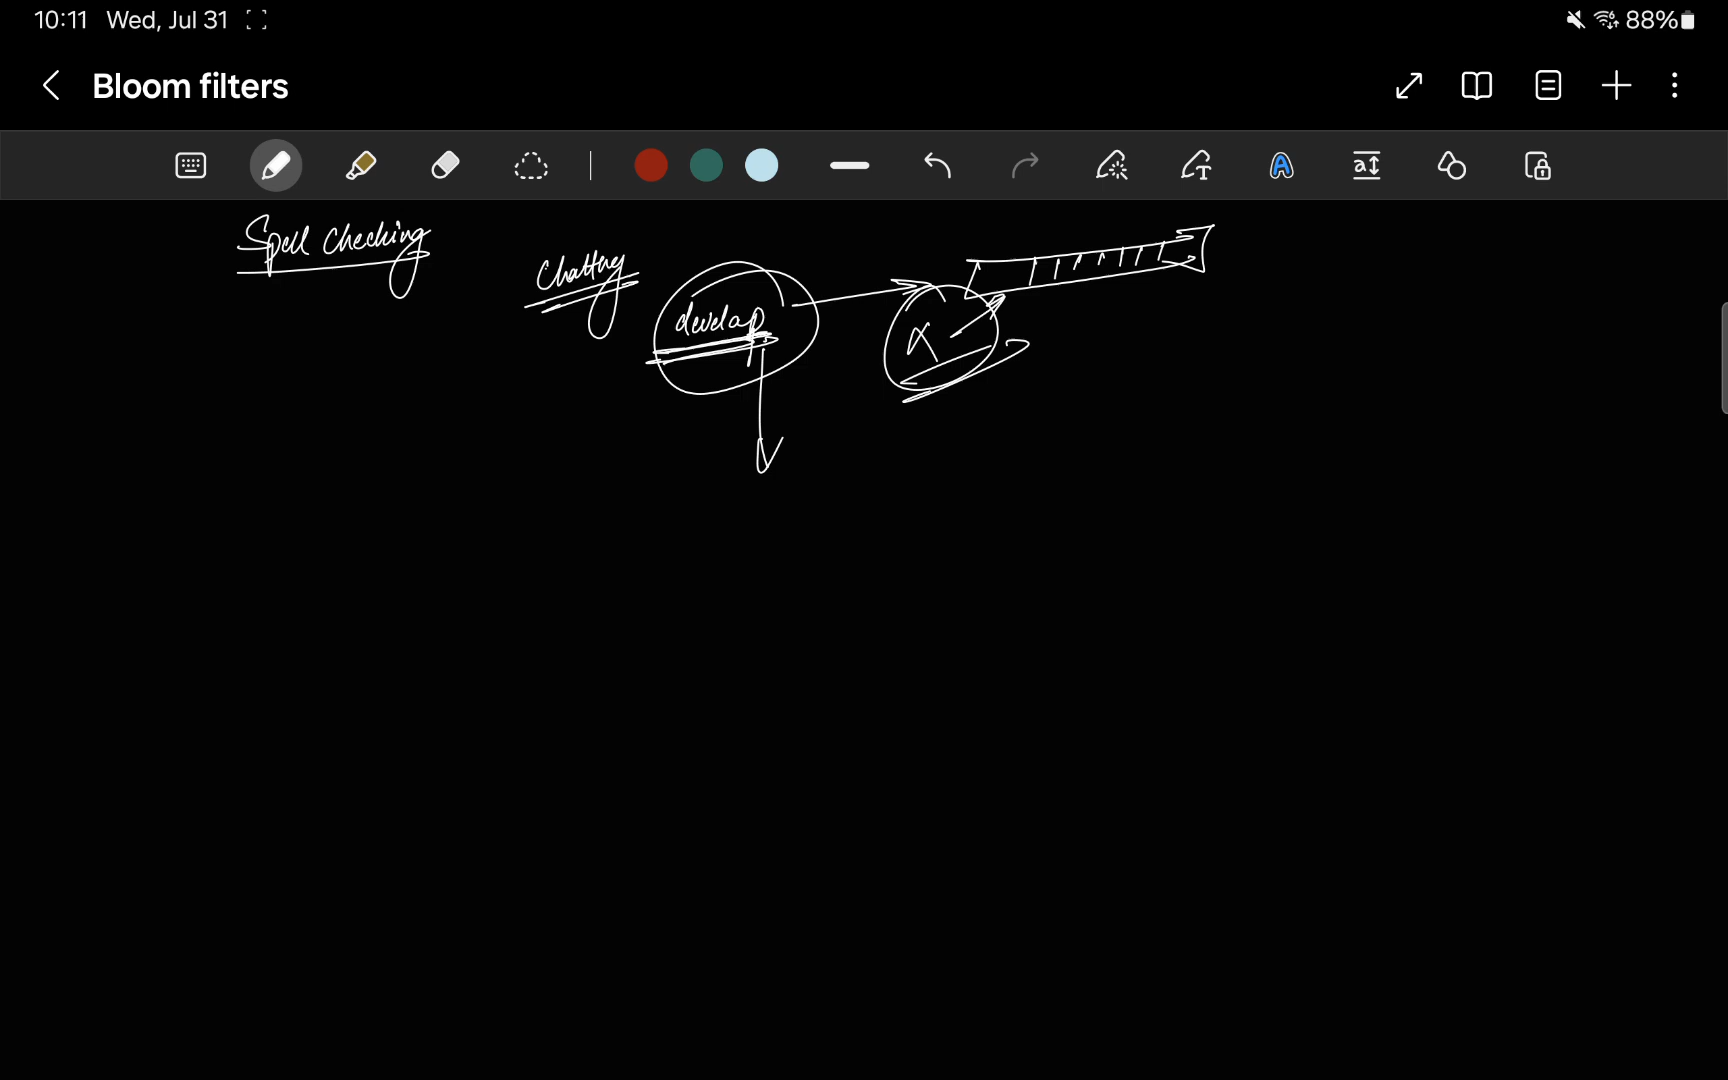 10:11 Wed, Jul 31 88%
Bloom filters
Spell Checking
Chatting
develop
α